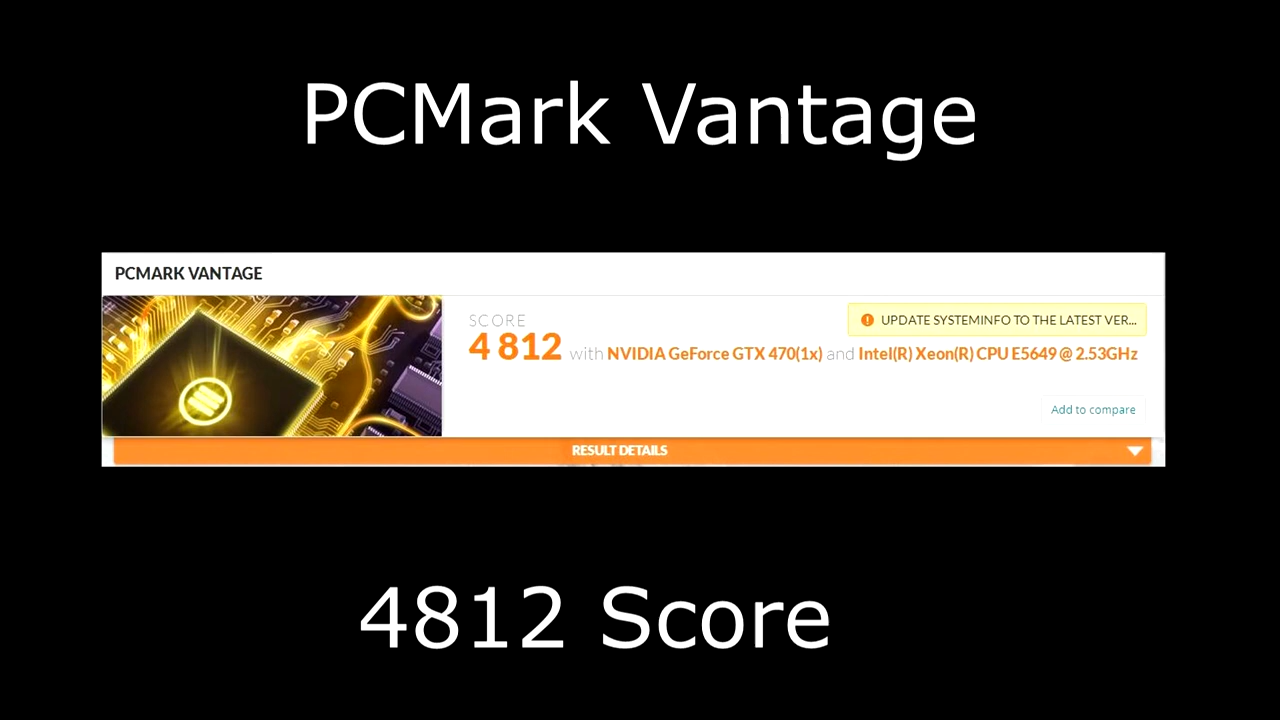 PCMark Vantage
PCMARK VANTAGE
SCORE
UPDATE SYSTEMINFO TO THE LATEST VER...
4 812 with NVIDIA GeForce GTX 470(1x) and Intel(R) Xeon(R) CPU E5649 @ 2.53GHz
Add to compare
RESULT DETAILS
4812 Score